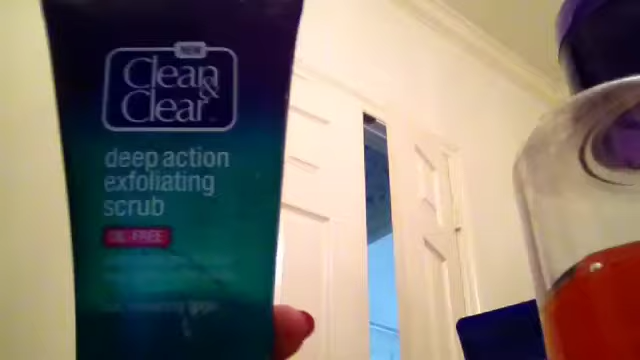 NEW
Clean
&
Clear
deep action
exfoliating
scrub
OIL-FREE